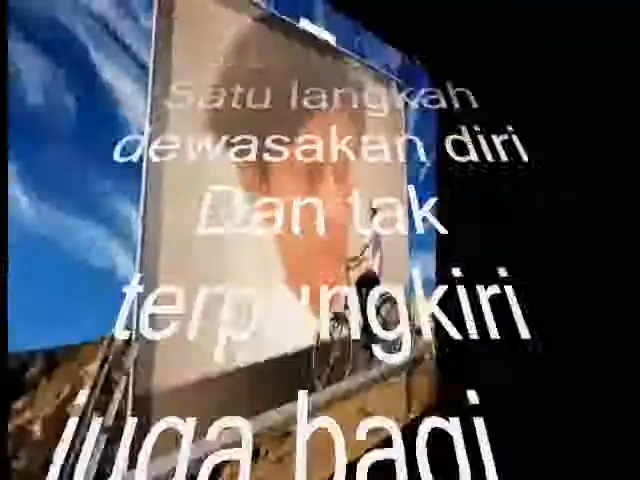 Satu langkah
dewasakan diri
Dan tak
terpungkiri
juga bagi